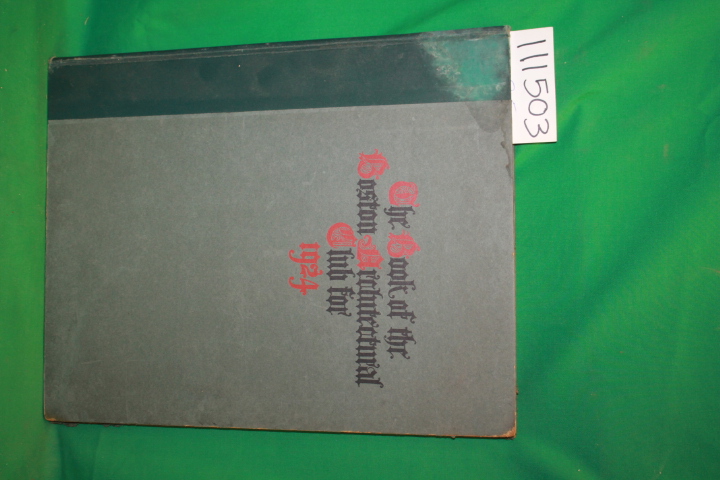 The Book of the
Boston Architectural
Club for
1924
111503